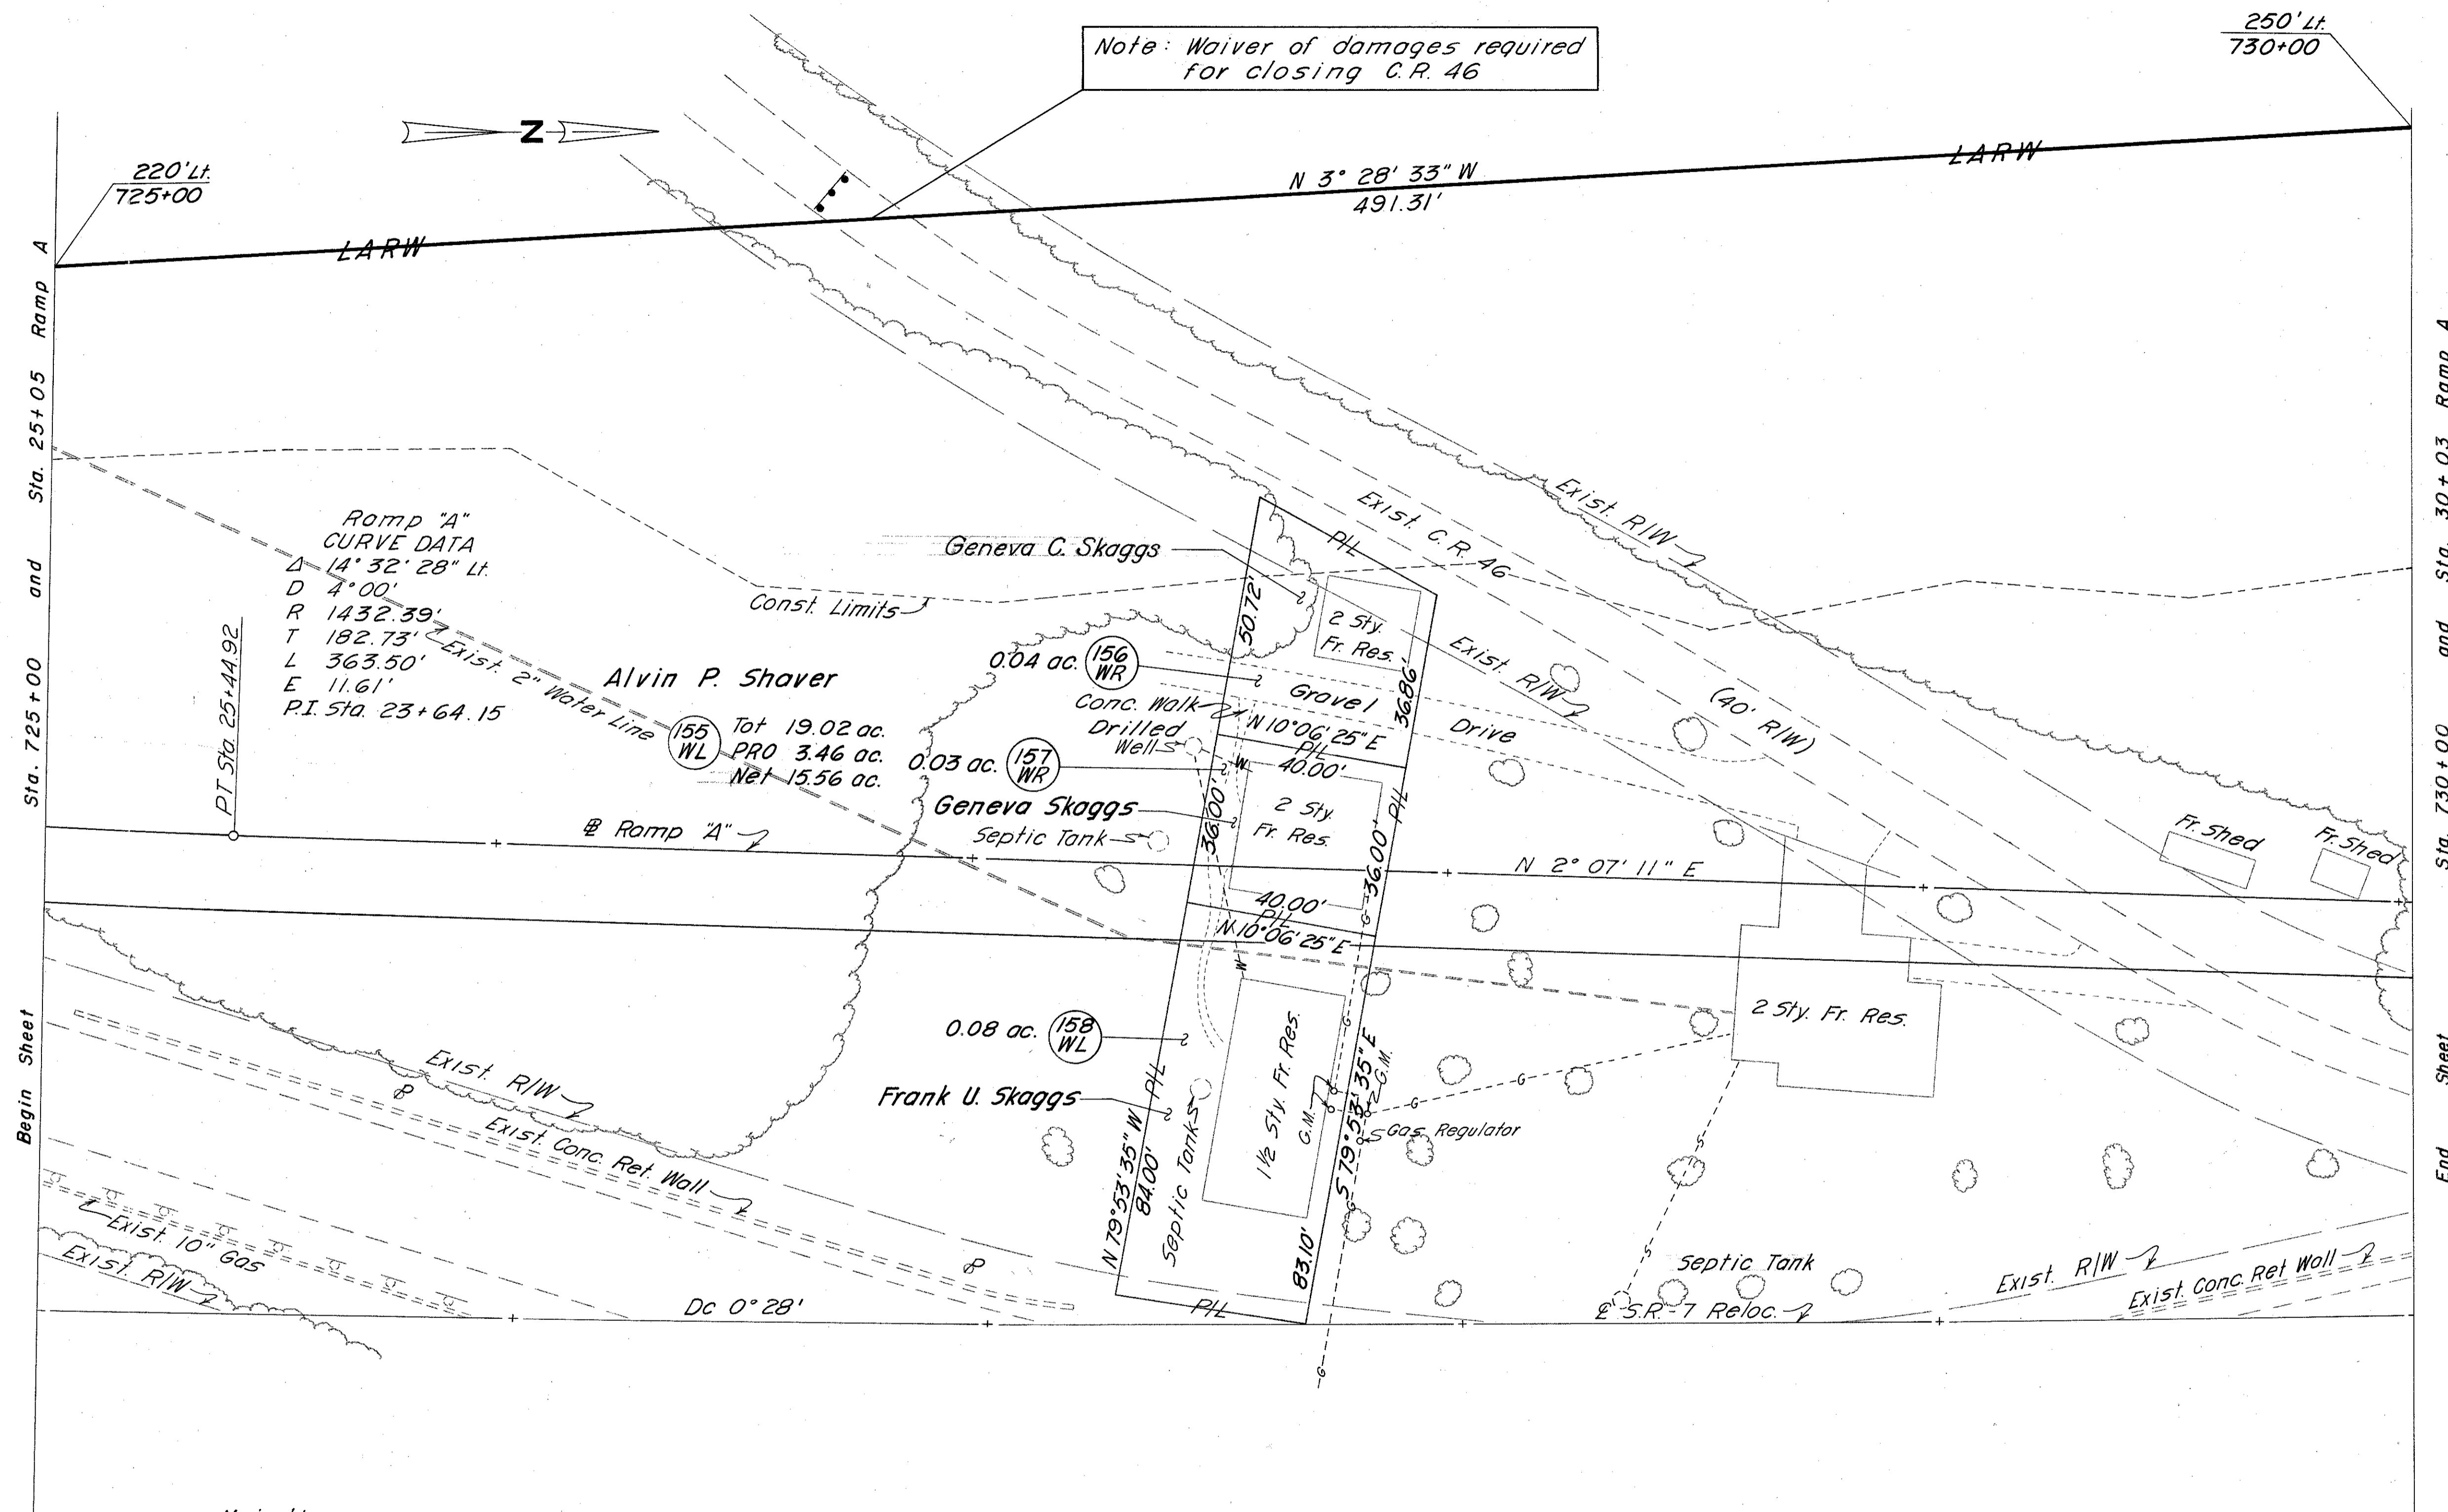 250' Lt.
730+00
Note: Waiver of damages required
for closing C.R. 46
N
220' Lt.
725+00
LARW
N 3° 28' 33" W
491.31'
LARW
Sta. 725+00 and Sta. 25+05 Ramp A
Begin Sheet
Sta. 730+00 and Sta. 30+03 Ramp A
End Sheet
Ramp "A"
CURVE DATA
Δ 14° 32' 28" Lt.
D 4° 00'
R 1432.39'
T 182.73'
L 363.50'
E 11.61'
P.I. Sta. 23+64.15
P.T. Sta. 25+44.92
Exist. 2" Water Line
Alvin P. Shaver
155
WL
Tot 19.02 ac.
PRO 3.46 ac.
Net 15.56 ac.
Const. Limits
Geneva C. Skaggs
Exist. C.R. 46
Exist. R/W
P/L
50.72'
2 Sty.
Fr. Res.
36.86'
Exist. R/W
(40' R/W)
0.04 ac.
156
WR
Gravel Drive
Conc. Walk
Drilled
Well
N 10° 06' 25" E
P/L
40.00'
0.03 ac.
157
WR
W
Geneva Skaggs
36.00'
2 Sty.
Fr. Res.
36.00'
P/L
Septic Tank
℄ Ramp "A"
N 2° 07' 11" E
Fr. Shed
Fr. Shed
40.00'
P/L
N 10° 06' 25" E
G
W
2 Sty. Fr. Res.
0.08 ac.
158
WL
Frank U. Skaggs
P/L
N 79° 53' 35" W
84.00'
Septic Tank
1½ Sty. Fr. Res.
G.M.
G
S 79° 53' 35" E
2 G.M.
Gas Regulator
G
G
S
S
83.10'
G
P/L
G
Septic Tank
Exist. R/W
Exist. Conc. Ret. Wall
Exist. 10" Gas
Exist. R/W
Dc 0° 28'
℄ S.R.-7 Reloc.
Exist. R/W
Exist. Conc. Ret Wall